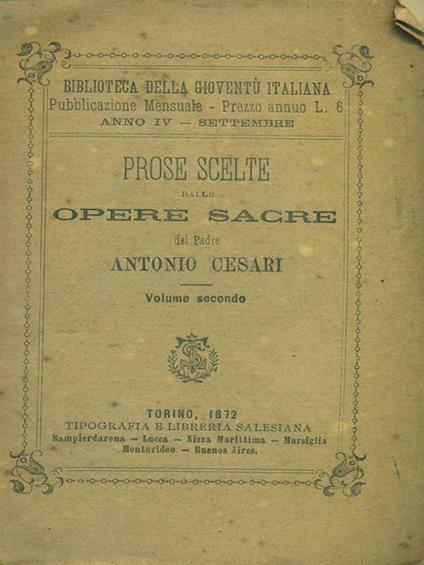 BIBLIOTECA DELLA GIOVENTÙ ITALIANA
Pubblicazione Mensuale - Prezzo annuo L. 6
ANNO IV — SETTEMBRE
PROSE SCELTE
DALLE
OPERE SACRE
del Padre
ANTONIO CESARI
Volume secondo
TORINO, 1872
TIPOGRAFIA E LIBRERIA SALESIANA
Sampierdarena — Lucca — Nizza Marittima — Marsiglia
Montevideo — Buenos Aires.